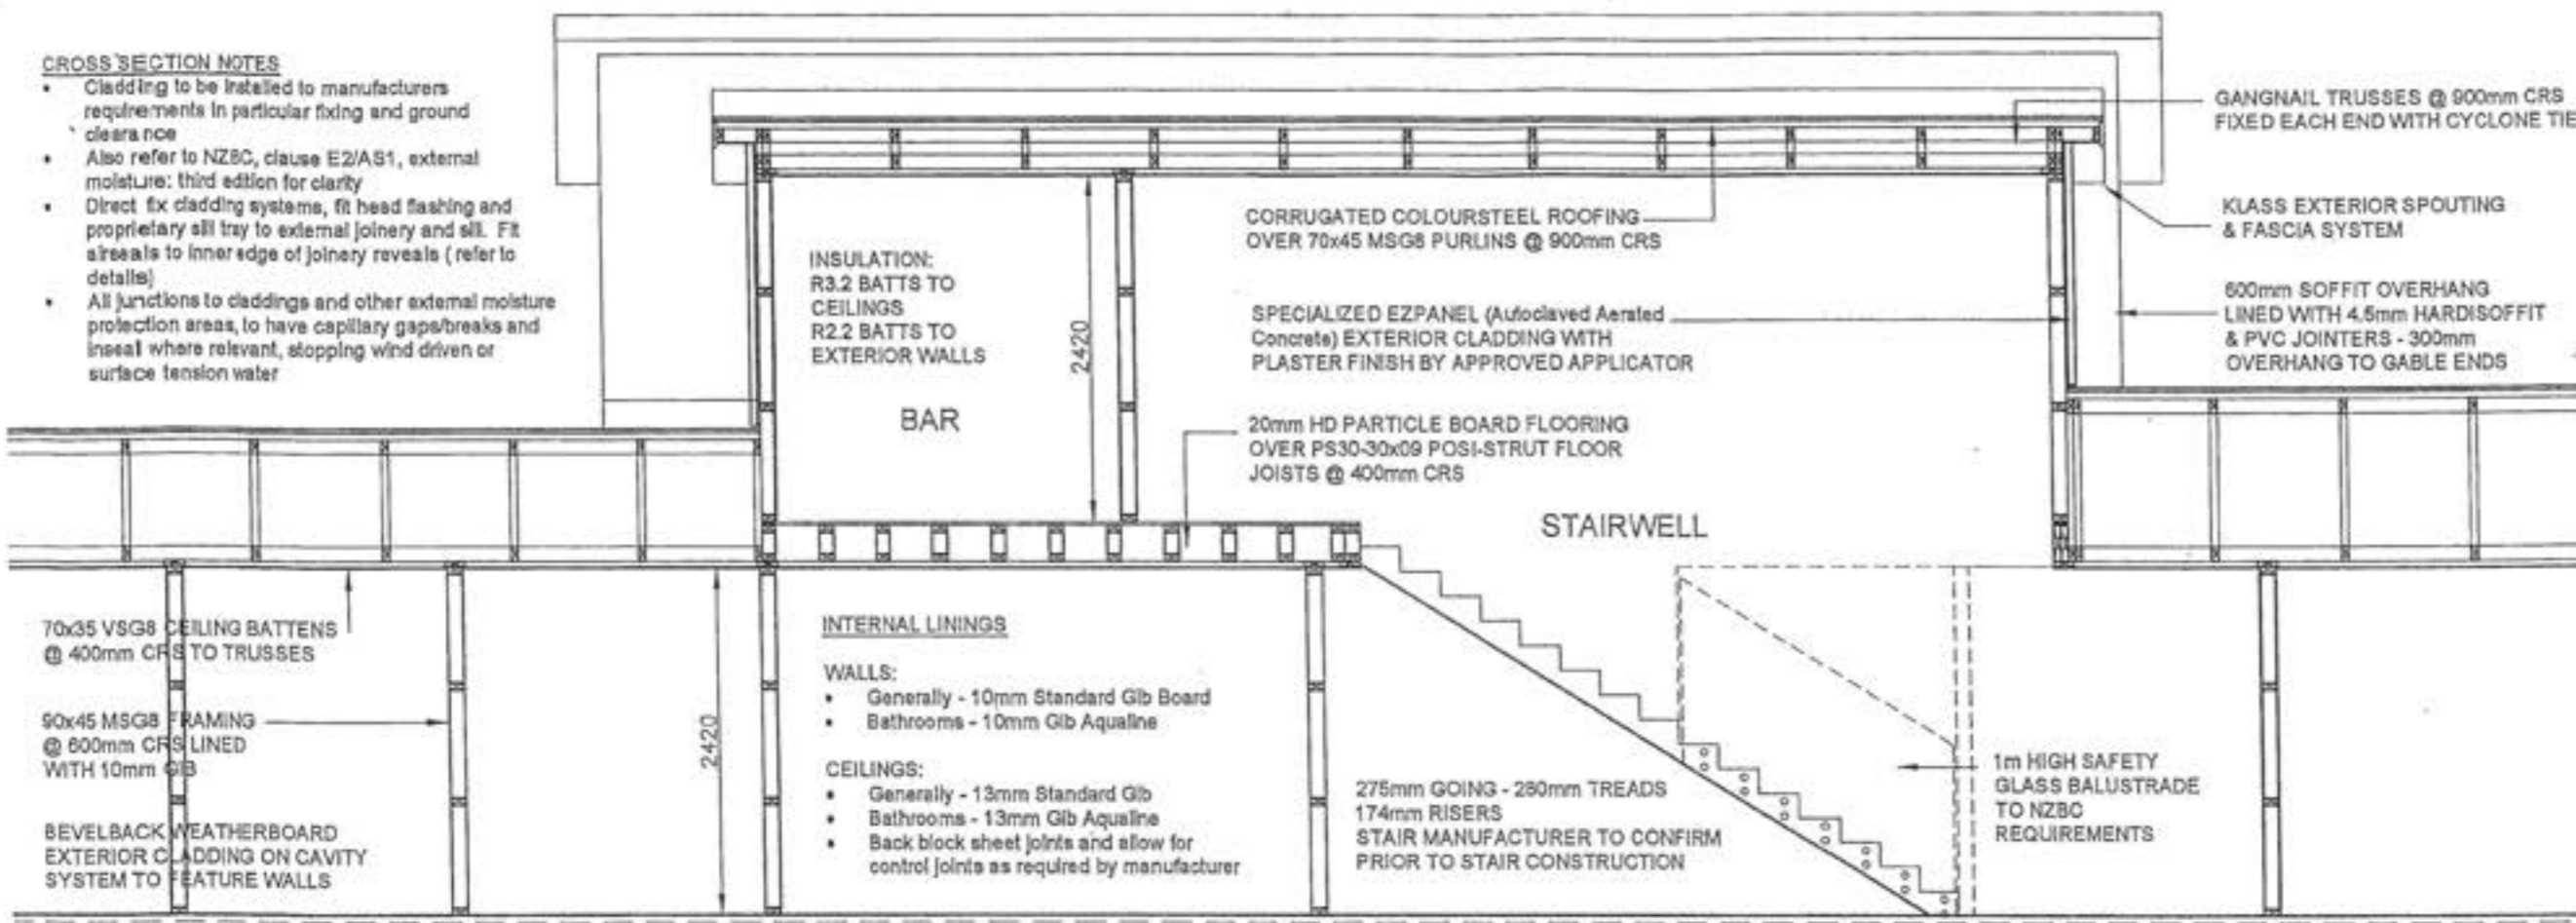 CROSS SECTION NOTES
• Cladding to be installed to manufacturers
requirements in particular fixing and ground
clearance
• Also refer to NZBC, clause E2/AS1, external
moisture: third edition for clarity
• Direct fix cladding systems, fit head flashing and
proprietary sill tray to external joinery and sill. Fit
airseals to inner edge of joinery reveals ( refer to
details)
• All junctions to claddings and other external moisture
protection areas, to have capillary gaps/breaks and
inseal where relevant, stopping wind driven or
surface tension water
GANGNAIL TRUSSES @ 900mm CRS
FIXED EACH END WITH CYCLONE TIE
KLASS EXTERIOR SPOUTING
& FASCIA SYSTEM
600mm SOFFIT OVERHANG
LINED WITH 4.5mm HARDISOFFIT
& PVC JOINTERS - 300mm
OVERHANG TO GABLE ENDS
CORRUGATED COLOURSTEEL ROOFING
OVER 70x45 MSG8 PURLINS @ 900mm CRS
INSULATION:
R3.2 BATTS TO
CEILINGS
R2.2 BATTS TO
EXTERIOR WALLS
2420
SPECIALIZED EZPANEL (Autoclaved Aerated
Concrete) EXTERIOR CLADDING WITH
PLASTER FINISH BY APPROVED APPLICATOR
BAR
20mm HD PARTICLE BOARD FLOORING
OVER PS30-30x09 POSI-STRUT FLOOR
JOISTS @ 400mm CRS
STAIRWELL
70x35 VSG8 CEILING BATTENS
@ 400mm CRS TO TRUSSES
90x45 MSG8 FRAMING
@ 600mm CRS LINED
WITH 10mm GIB
BEVELBACK WEATHERBOARD
EXTERIOR CLADDING ON CAVITY
SYSTEM TO FEATURE WALLS
2420
INTERNAL LININGS
WALLS:
• Generally - 10mm Standard Gib Board
• Bathrooms - 10mm Gib Aqualine
CEILINGS:
• Generally - 13mm Standard Gib
• Bathrooms - 13mm Gib Aqualine
• Back block sheet joints and allow for
control joints as required by manufacturer
275mm GOING - 280mm TREADS
174mm RISERS
STAIR MANUFACTURER TO CONFIRM
PRIOR TO STAIR CONSTRUCTION
1m HIGH SAFETY
GLASS BALUSTRADE
TO NZBC
REQUIREMENTS